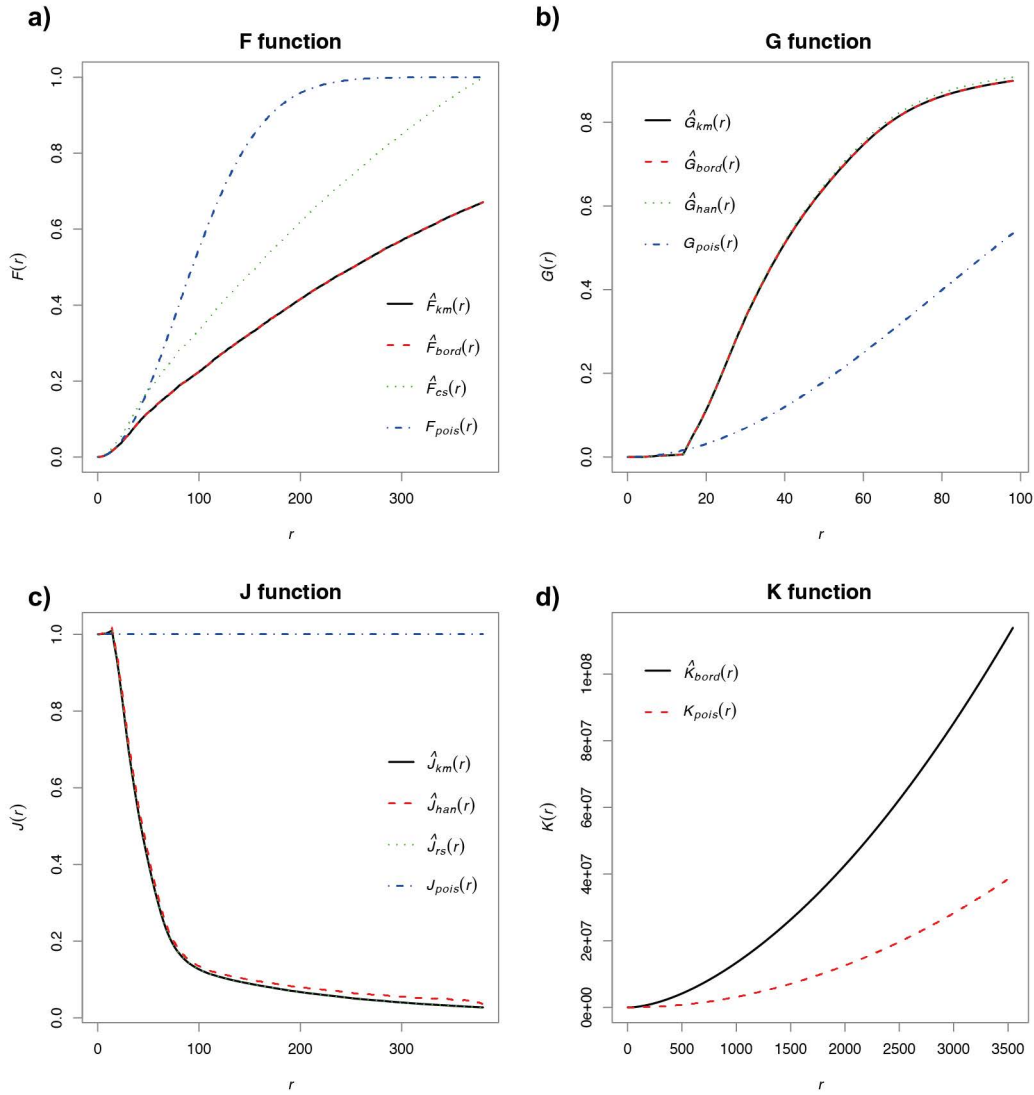 a)
F function
F(r)
1.0
0.8
0.6
0.4
0.2
0.0
F̂km(r)
F̂bord(r)
F̂cs(r)
Fpois(r)
0 100 200 300
r
b)
G function
G(r)
0.8
0.6
0.4
0.2
0.0
Ĝkm(r)
Ĝbord(r)
Ĝhan(r)
Gpois(r)
0 20 40 60 80 100
r
c)
J function
J(r)
1.0
0.8
0.6
0.4
0.2
0.0
Ĵkm(r)
Ĵhan(r)
Ĵrs(r)
Jpois(r)
0 100 200 300
r
d)
K function
K(r)
1e+08
8e+07
6e+07
4e+07
2e+07
0e+00
K̂bord(r)
Kpois(r)
0 500 1000 1500 2000 2500 3000 3500
r